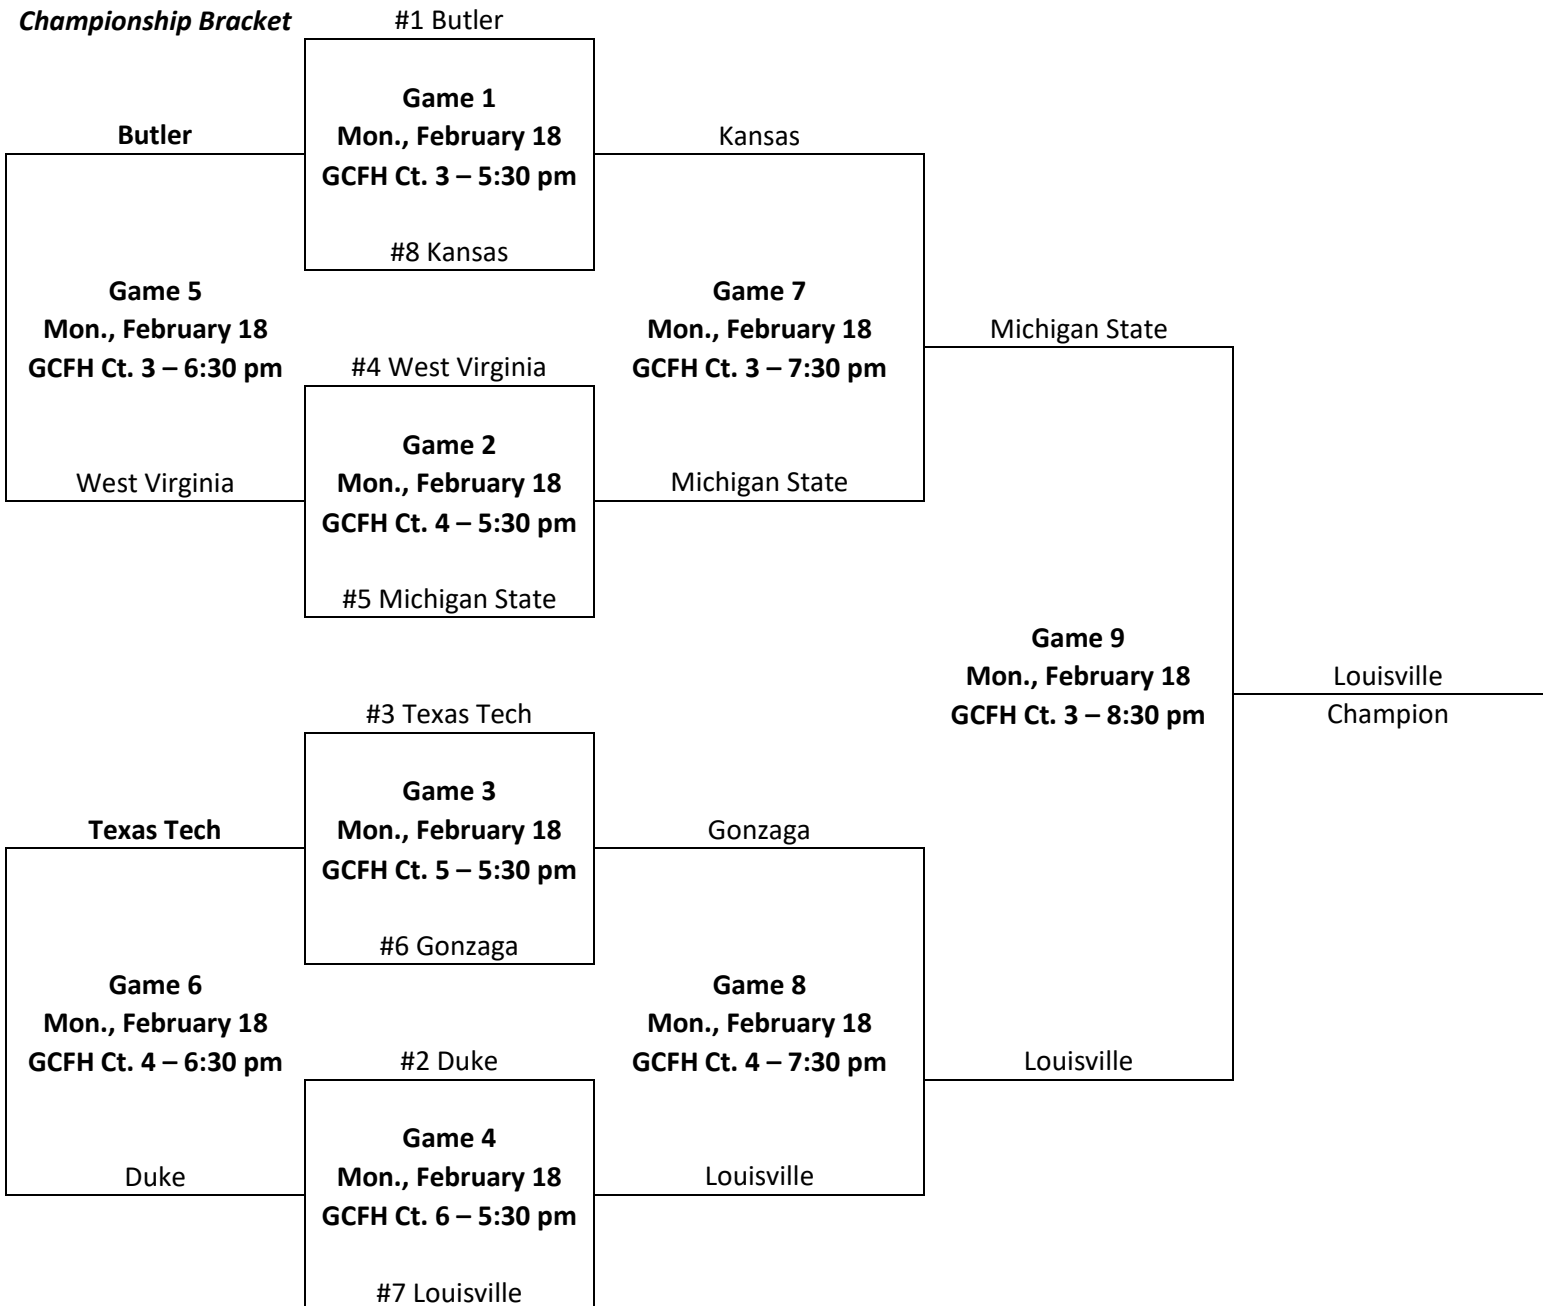 Championship Bracket
#1 Butler
Game 1
Mon., February 18
GCFH Ct. 3 – 5:30 pm
#8 Kansas
Butler
Kansas
Game 5
Mon., February 18
GCFH Ct. 3 – 6:30 pm
Game 7
Mon., February 18
GCFH Ct. 3 – 7:30 pm
Michigan State
#4 West Virginia
Game 2
Mon., February 18
GCFH Ct. 4 – 5:30 pm
#5 Michigan State
West Virginia
Michigan State
Game 9
Mon., February 18
GCFH Ct. 3 – 8:30 pm
Louisville
Champion
#3 Texas Tech
Game 3
Mon., February 18
GCFH Ct. 5 – 5:30 pm
#6 Gonzaga
Texas Tech
Gonzaga
Game 6
Mon., February 18
GCFH Ct. 4 – 6:30 pm
Game 8
Mon., February 18
GCFH Ct. 4 – 7:30 pm
Louisville
#2 Duke
Game 4
Mon., February 18
GCFH Ct. 6 – 5:30 pm
#7 Louisville
Duke
Louisville